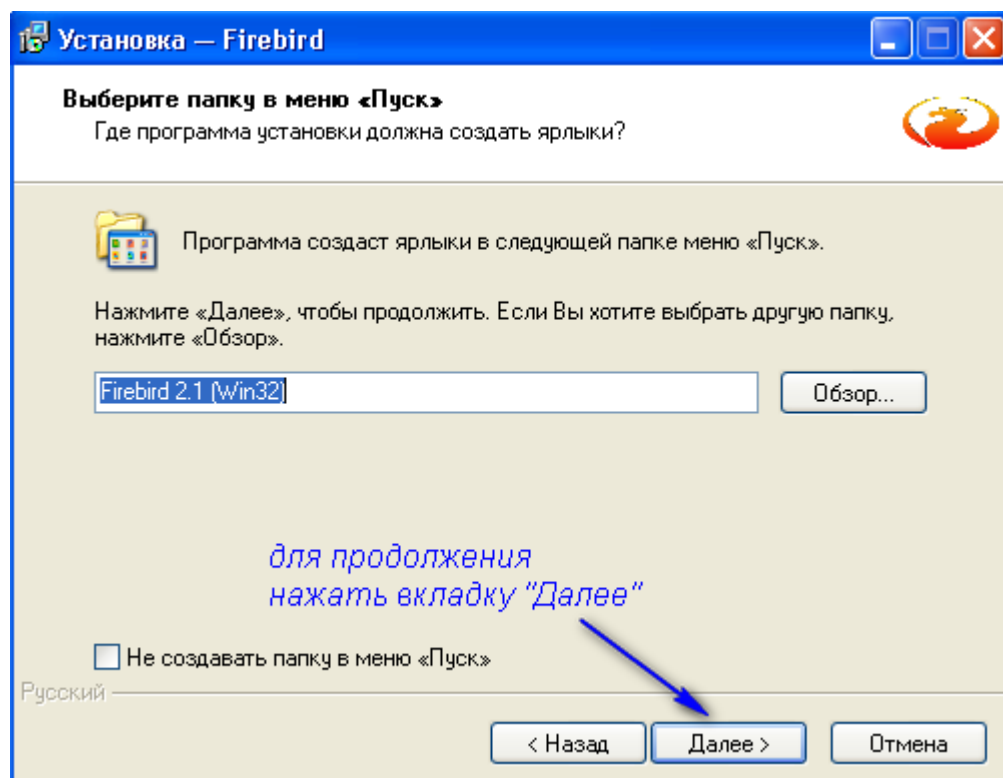 Установка — Firebird
Выберите папку в меню «Пуск»
Где программа установки должна создать ярлыки?
Программа создаст ярлыки в следующей папке меню «Пуск».
Нажмите «Далее», чтобы продолжить. Если Вы хотите выбрать другую папку,
нажмите «Обзор».
Firebird 2.1 (Win32)
Обзор...
для продолжения
нажать вкладку "Далее"
Не создавать папку в меню «Пуск»
Русский
< Назад
Далее >
Отмена